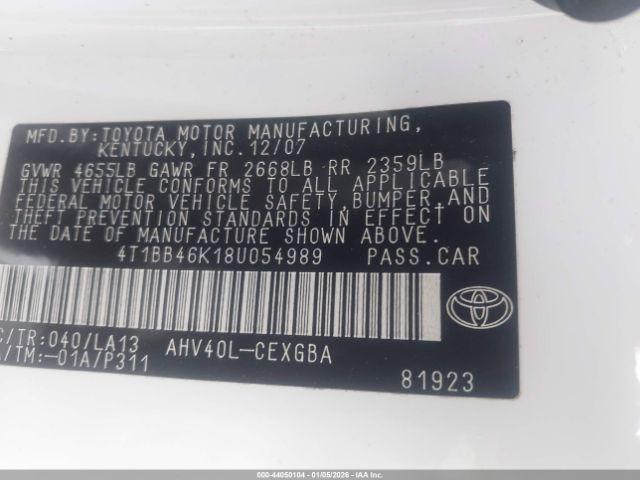 MFD.BY:TOYOTA MOTOR MANUFACTURING,
KENTUCKY, INC. 12/07
GVWR 4655LB GAWR FR 2668LB RR 2359LB
THIS VEHICLE CONFORMS TO ALL APPLICABLE
FEDERAL MOTOR VEHICLE SAFETY, BUMPER, AND
THEFT PREVENTION STANDARDS IN EFFECT ON
THE DATE OF MANUFACTURE SHOWN ABOVE.
4T1BB46K18U054989 PASS.CAR
C/TR:040/LA13 AHV40L-CEXGBA
/TM:-01A/P311
81923
000-44050104 | 01/05/2026 - IAA Inc.